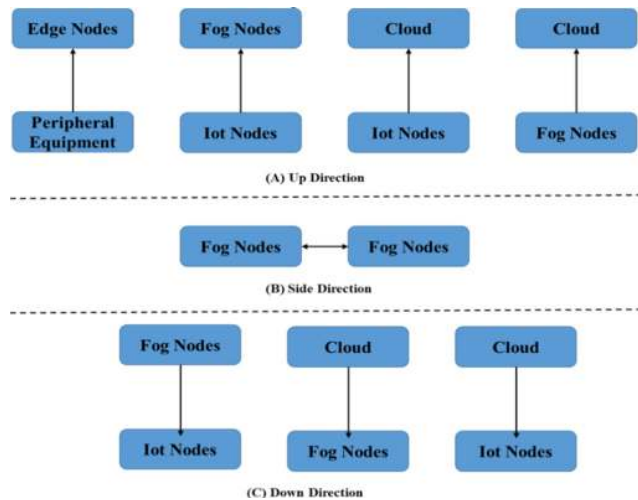 Edge Nodes
Fog Nodes
Cloud
Cloud
Peripheral
Equipment
Iot Nodes
Iot Nodes
Fog Nodes
(A) Up Direction
Fog Nodes
Fog Nodes
(B) Side Direction
Fog Nodes
Cloud
Cloud
Iot Nodes
Fog Nodes
Iot Nodes
(C) Down Direction